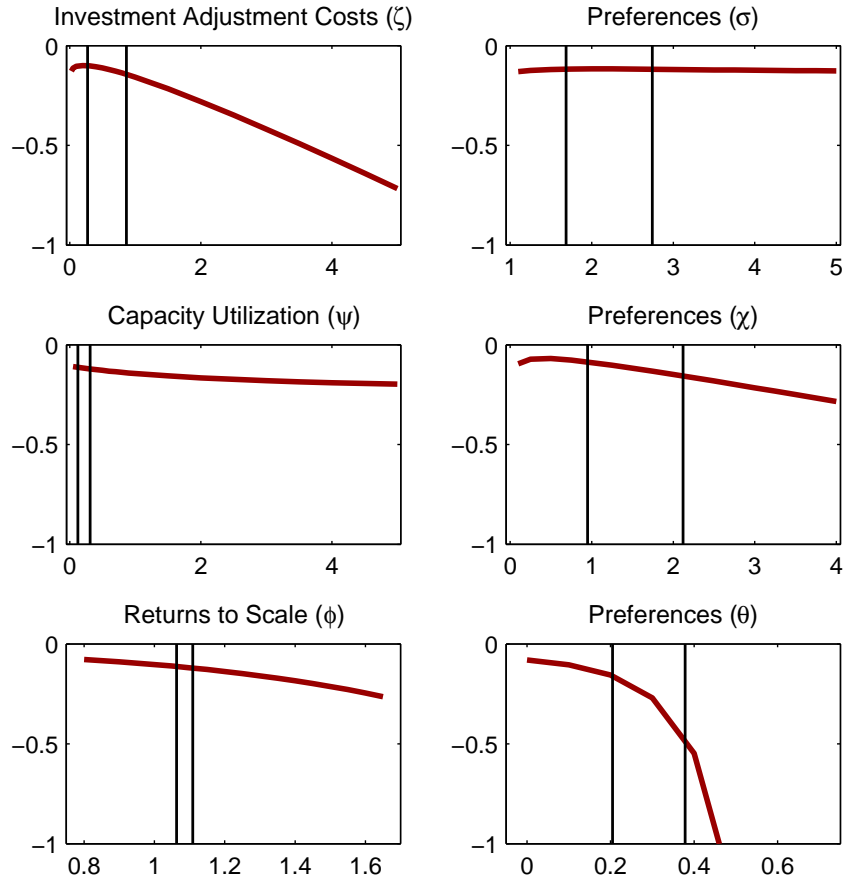 Investment Adjustment Costs (ζ)
0
−0.5
−1
0 2 4
Preferences (σ)
0
−0.5
−1
1 2 3 4 5
Capacity Utilization (ψ)
0
−0.5
−1
0 2 4
Preferences (χ)
0
−0.5
−1
0 1 2 3 4
Returns to Scale (ϕ)
0
−0.5
−1
0.8 1 1.2 1.4 1.6
Preferences (θ)
0
−0.5
−1
0 0.2 0.4 0.6